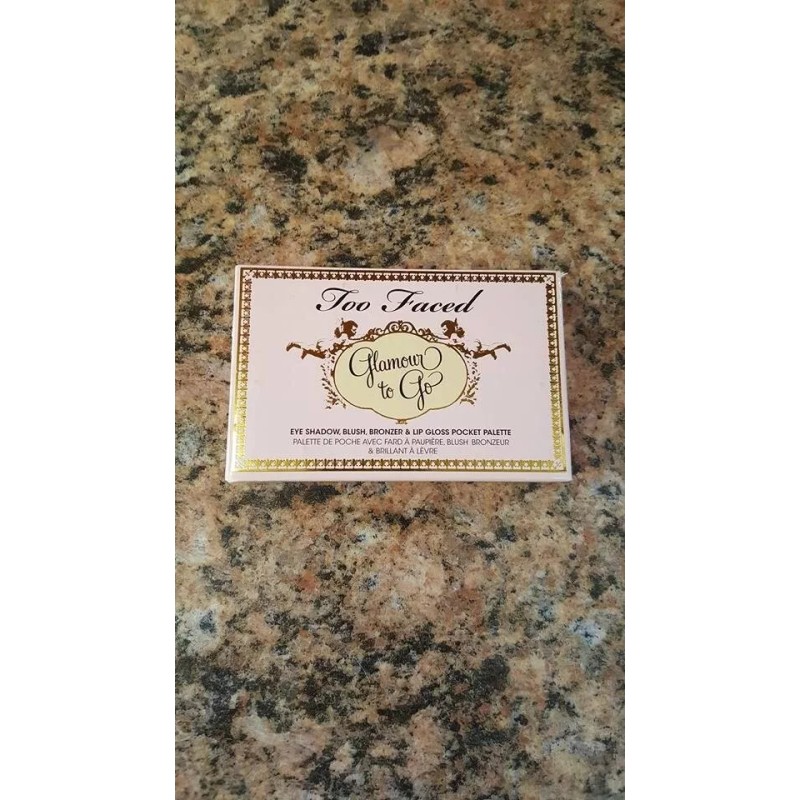 Too Faced
Glamour
to Go
EYE SHADOW, BLUSH, BRONZER & LIP GLOSS POCKET PALETTE
PALETTE DE POCHE AVEC FARD À PAUPIÈRE, BLUSH BRONZEUR
& BRILLANT À LÈVRE